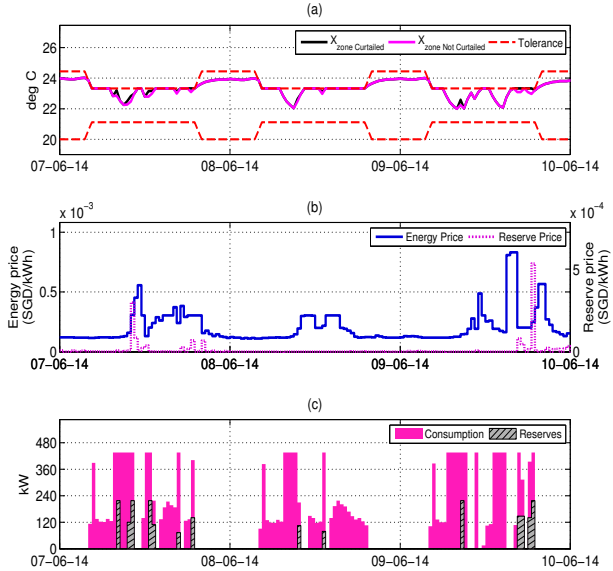 (a)
X zone Curtailed
X zone Not Curtailed
Tolerance
deg C
26
24
22
20
07-06-14
08-06-14
09-06-14
10-06-14
(b)
x 10⁻³
x 10⁻⁴
Energy Price
Reserve Price
Energy price
(SGD/kWh)
Reserve price
(SGD/kWh)
1
0.5
0
5
0
07-06-14
08-06-14
09-06-14
10-06-14
(c)
Consumption
Reserves
kW
480
360
240
120
0
07-06-14
08-06-14
09-06-14
10-06-14